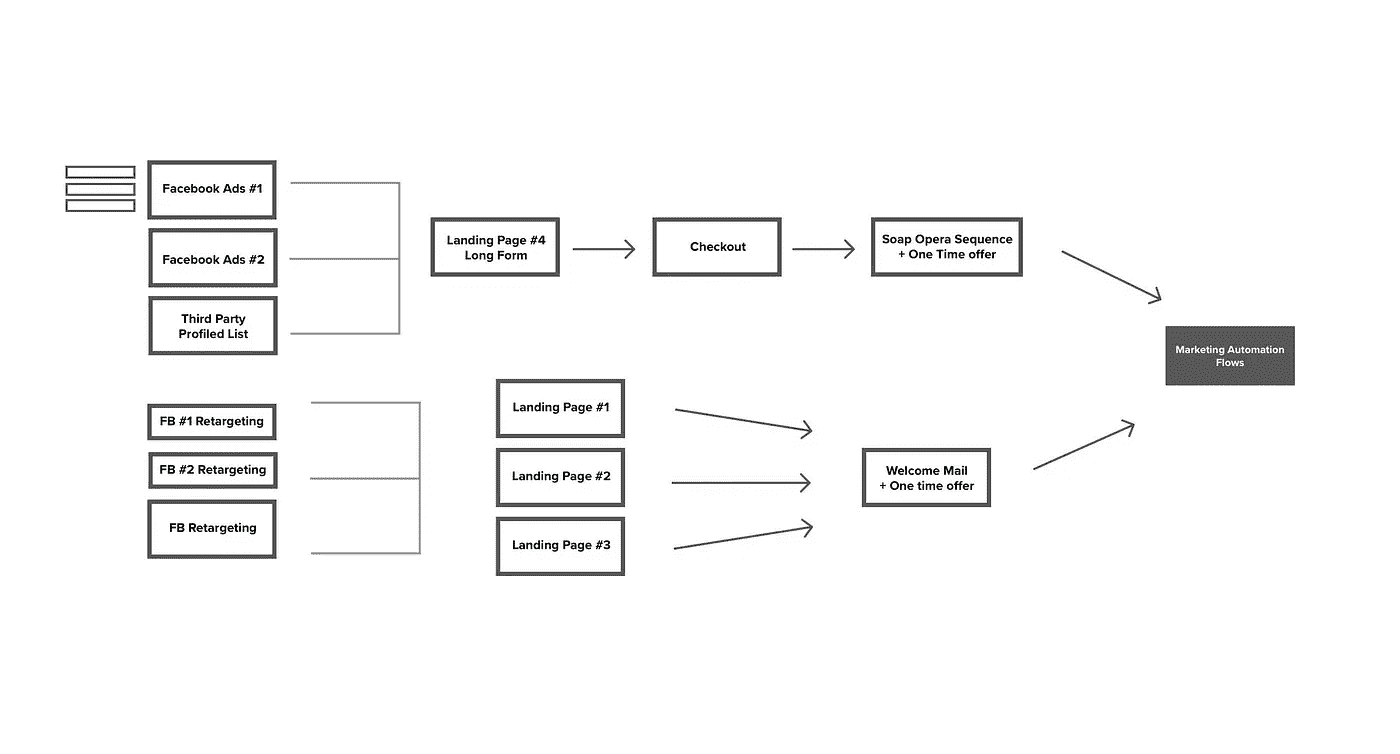 Facebook Ads #1
Facebook Ads #2
Third Party
Profiled List
Landing Page #4
Long Form
Checkout
Soap Opera Sequence
+ One Time offer
Marketing Automation
Flows
FB #1 Retargeting
FB #2 Retargeting
FB Retargeting
Landing Page #1
Landing Page #2
Landing Page #3
Welcome Mail
+ One time offer